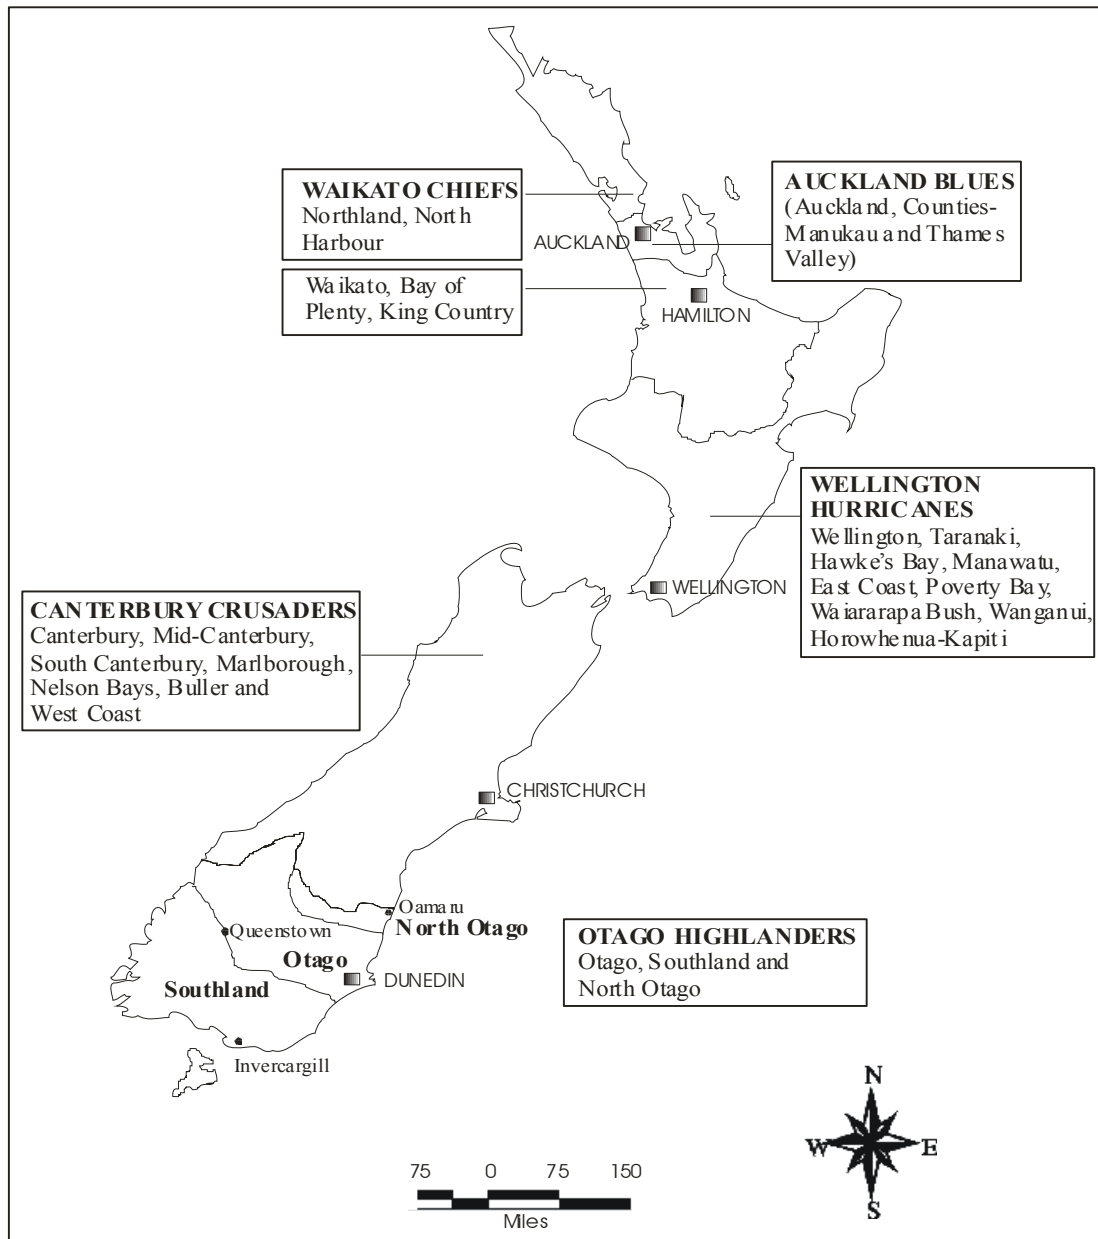 WAIKATO CHIEFS
Northland, North
Harbour
AUCKLAND BLUES
(Auckland, Counties-
Manukau and Thames
Valley)
AUCKLAND
Waikato, Bay of
Plenty, King Country
HAMILTON
WELLINGTON
HURRICANES
Wellington, Taranaki,
Hawke's Bay, Manawatu,
East Coast, Poverty Bay,
Waiararapa Bush, Wanganui,
Horowhenua-Kapiti
WELLINGTON
CANTERBURY CRUSADERS
Canterbury, Mid-Canterbury,
South Canterbury, Marlborough,
Nelson Bays, Buller and
West Coast
CHRISTCHURCH
Oamaru
North Otago
Queenstown
Otago
DUNEDIN
Southland
Invercargill
OTAGO HIGHLANDERS
Otago, Southland and
North Otago
N
W E
S
75 0 75 150
Miles